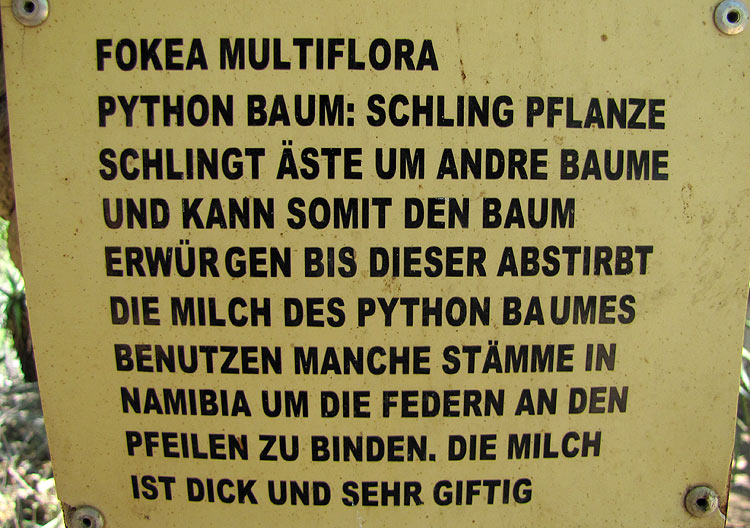 FOKEA MULTIFLORA
PYTHON BAUM: SCHLING PFLANZE
SCHLINGT ÄSTE UM ANDRE BAUME
UND KANN SOMIT DEN BAUM
ERWÜRGEN BIS DIESER ABSTIRBT
DIE MILCH DES PYTHON BAUMES
BENUTZEN MANCHE STÄMME IN
NAMIBIA UM DIE FEDERN AN DEN
PFEILEN ZU BINDEN. DIE MILCH
IST DICK UND SEHR GIFTIG